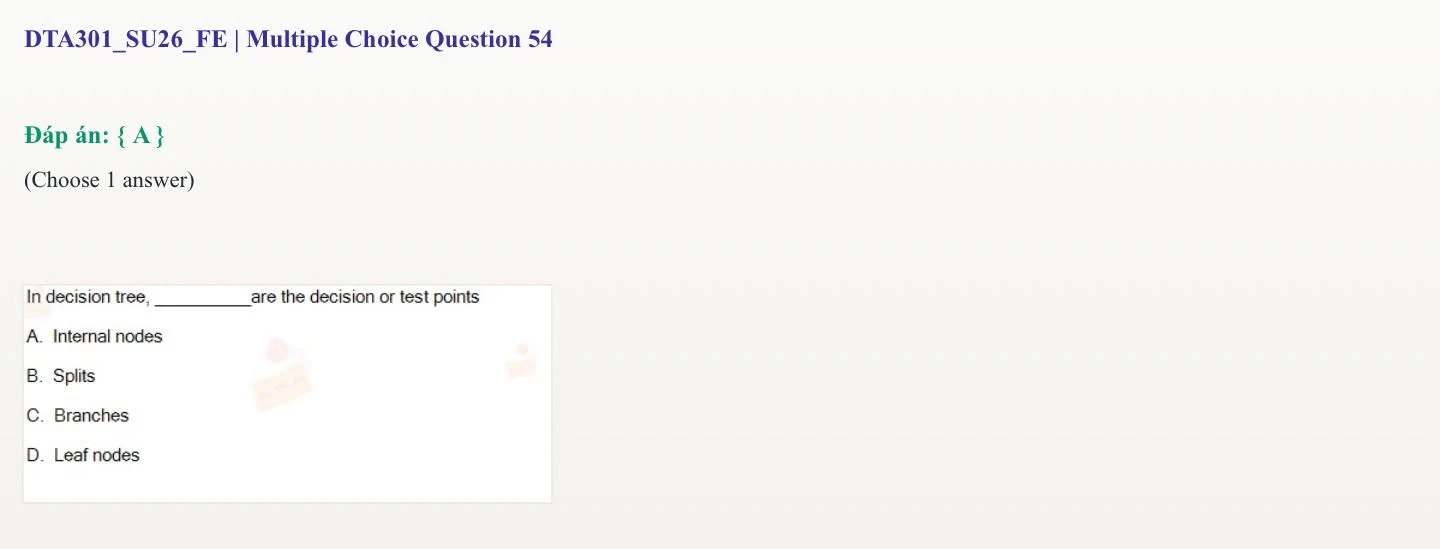 DTA301_SU26_FE | Multiple Choice Question 54
Đáp án: { A }
(Choose 1 answer)
In decision tree, __________are the decision or test points
A. Internal nodes
B. Splits
C. Branches
D. Leaf nodes